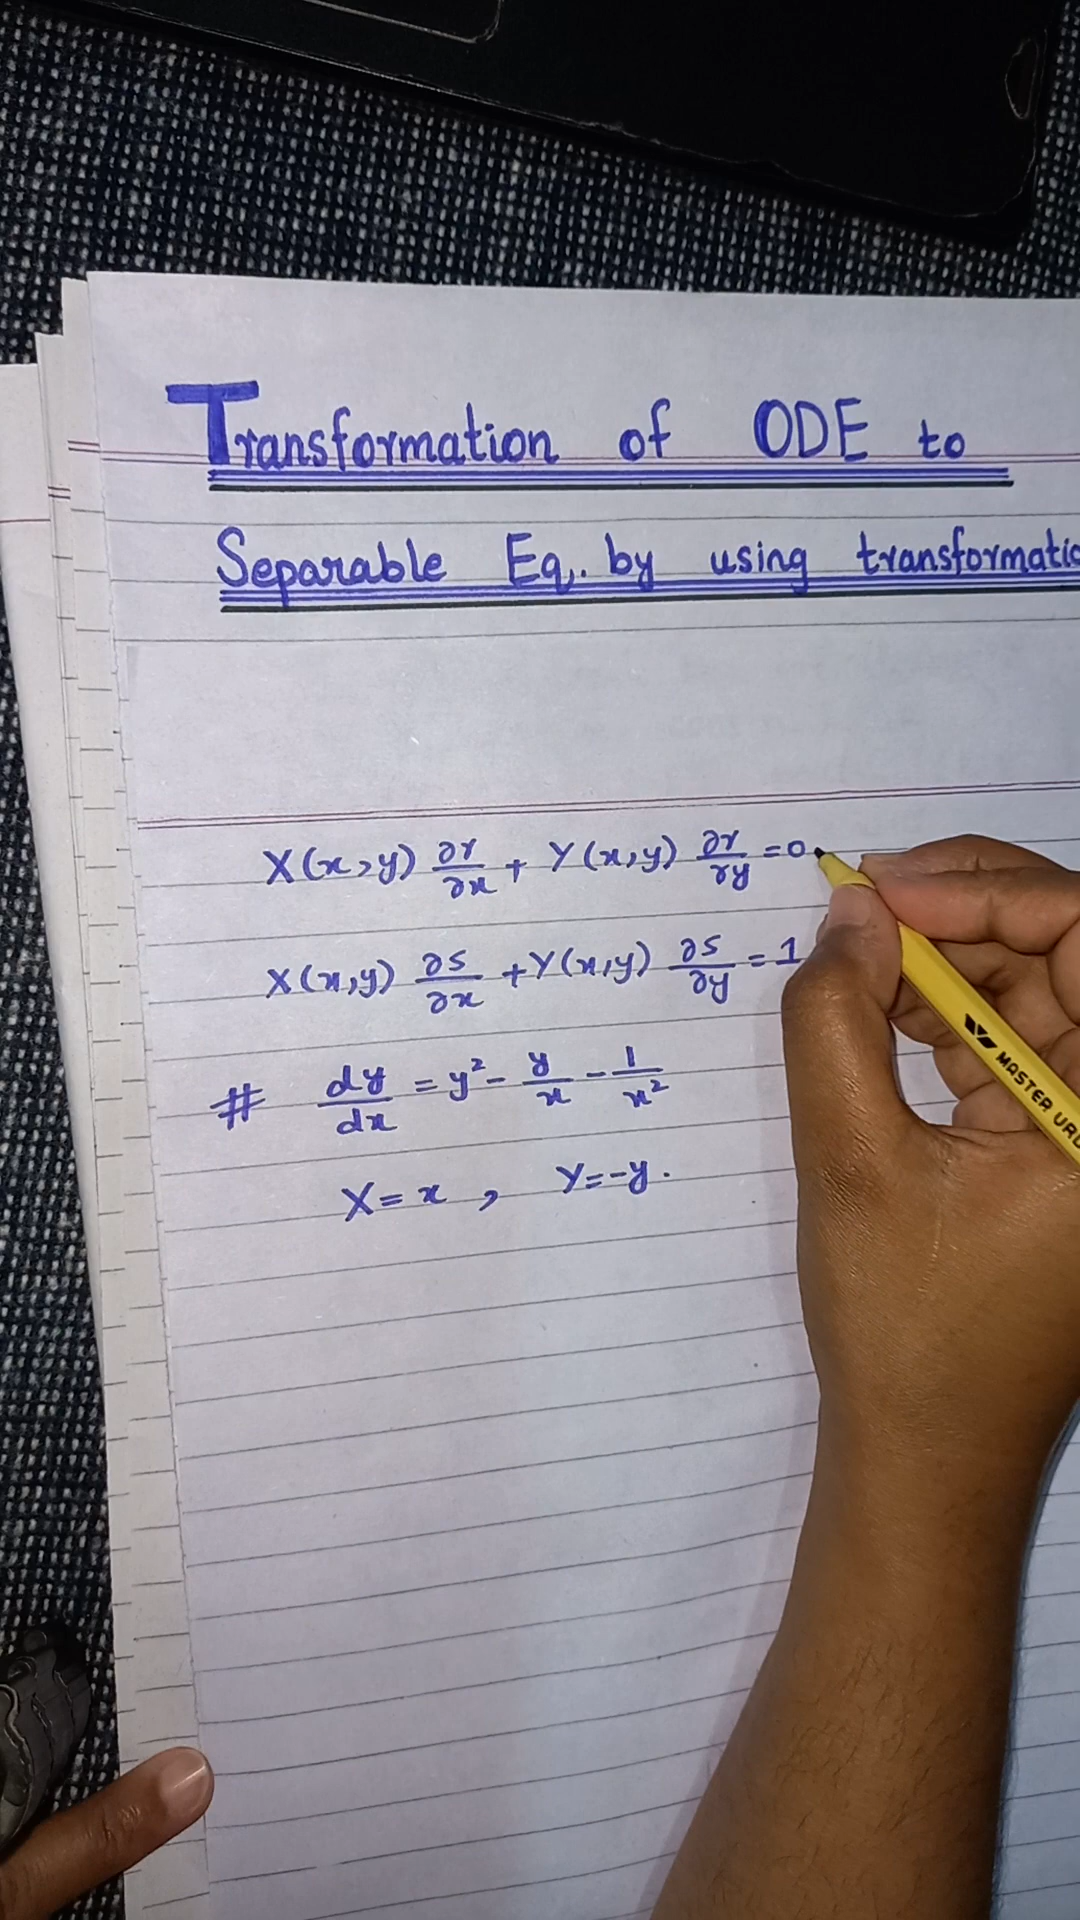 Transformation of ODE to
Separable Eq. by using transformatio
X(x,y) ∂r/∂x + Y(x,y) ∂r/∂y = 0
X(x,y) ∂s/∂x + Y(x,y) ∂s/∂y = 1
# dy/dx = y² - y/x - 1/x²
X = x , Y = -y .
MASTER